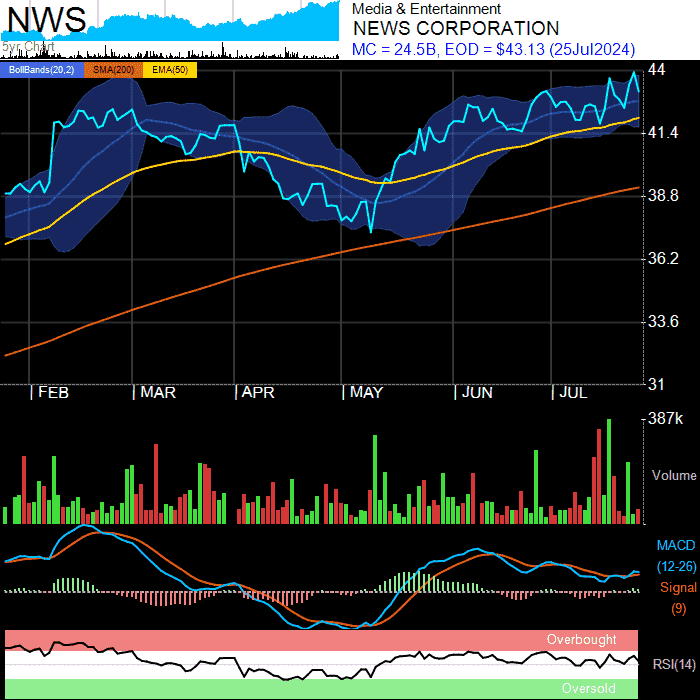 NWS
5yr Chart
Media & Entertainment
NEWS CORPORATION
MC = 24.5B, EOD = $43.13 (25Jul2024)
BollBands(20,2) SMA(200) EMA(50)
44
41.4
38.8
36.2
33.6
31
FEB MAR APR MAY JUN JUL
387k
Volume
MACD
(12-26)
Signal
(9)
Overbought
RSI(14)
Oversold